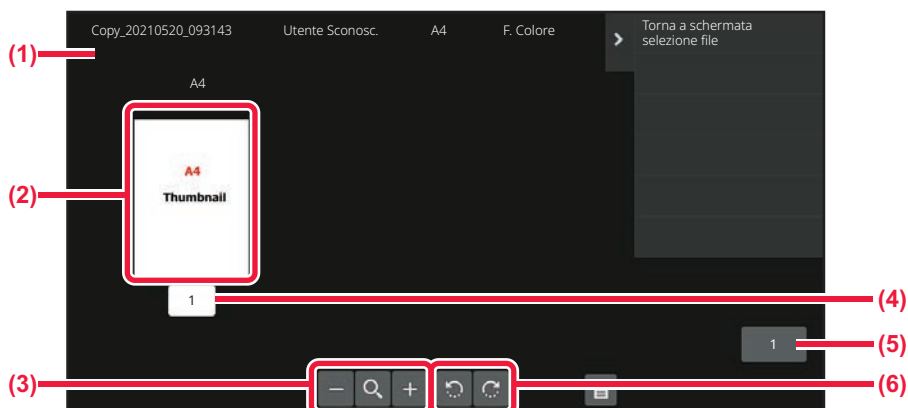 Copy_20210520_093143 Utente Sconosc. A4 F. Colore
Torna a schermata
selezione file
(1)
A4
A4
Thumbnail
(2)
1
(4)
1
(5)
(3)
(6)